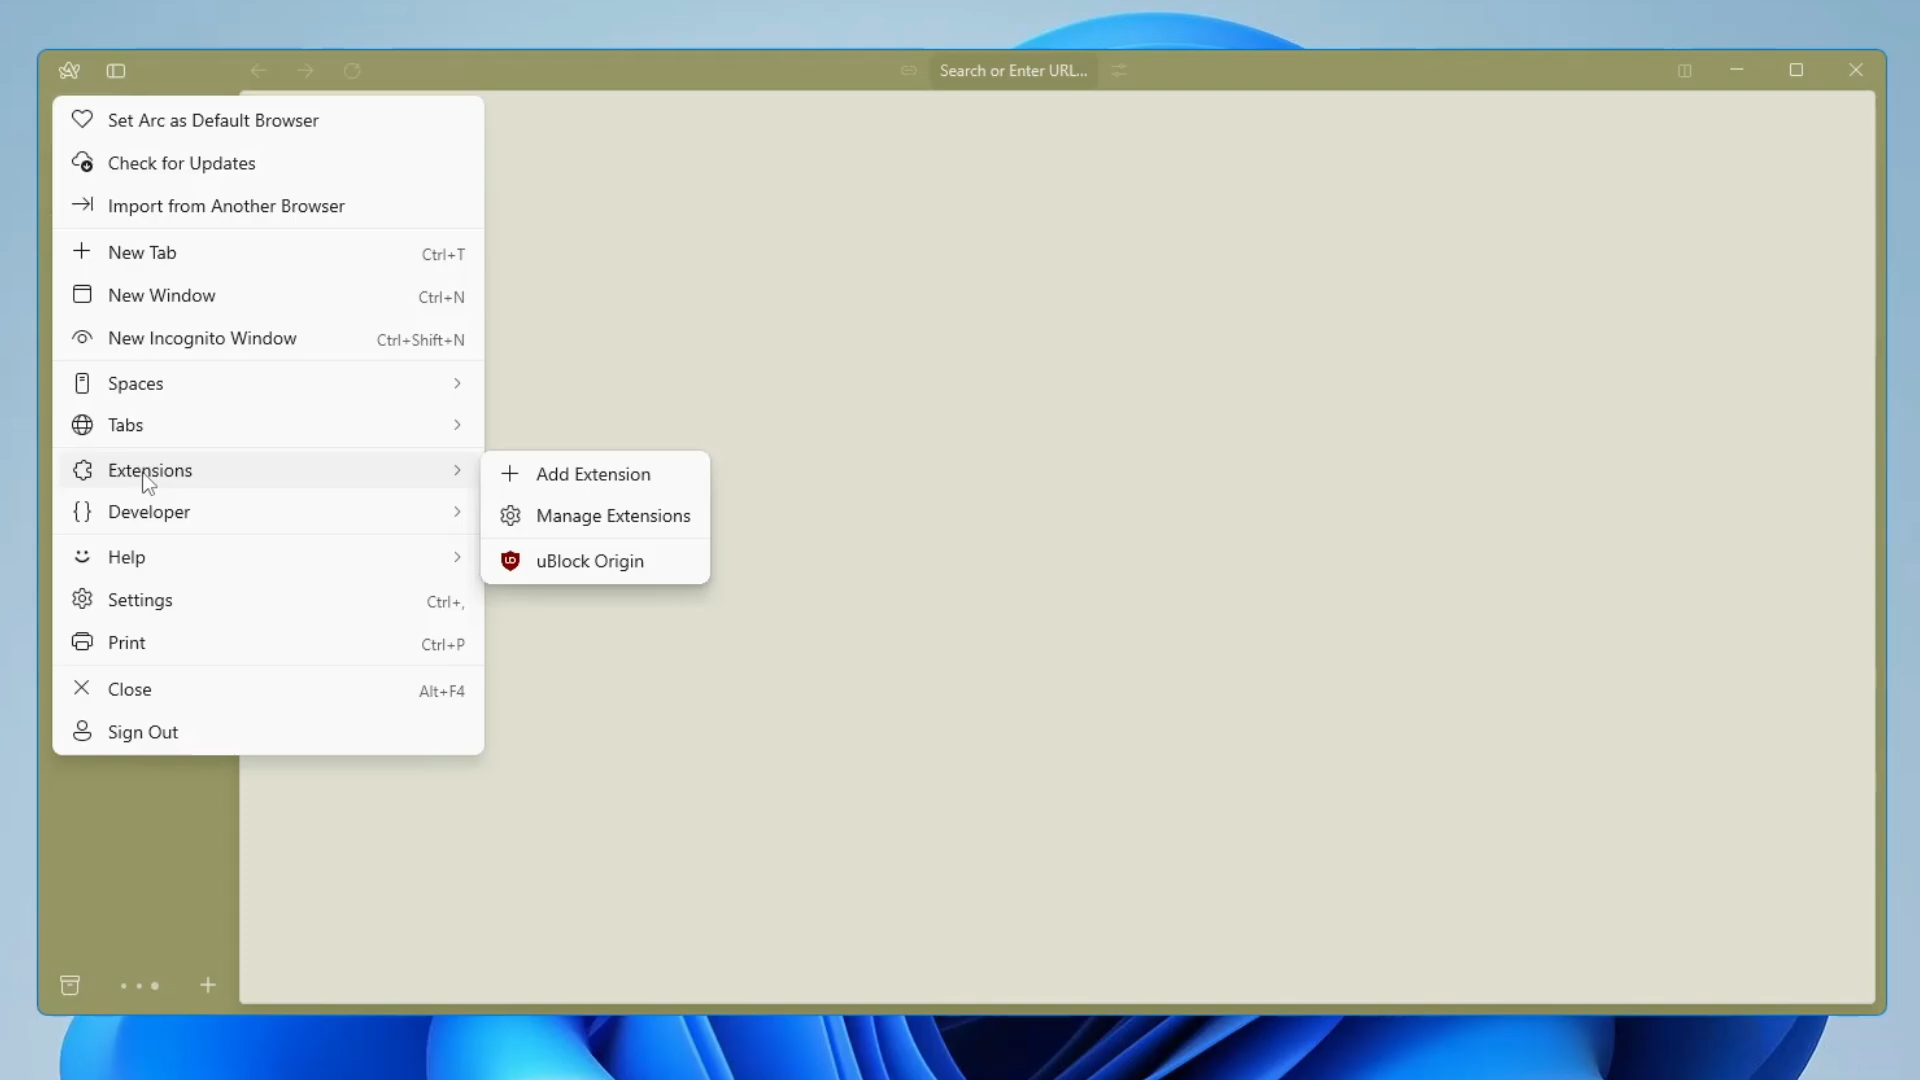 Search or Enter URL...
Set Arc as Default Browser
Check for Updates
Import from Another Browser
New Tab Ctrl+T
New Window Ctrl+N
New Incognito Window Ctrl+Shift+N
Spaces
Tabs
Extensions
Add Extension
Developer
Manage Extensions
Help
uBlock Origin
Settings Ctrl+,
Print Ctrl+P
Close Alt+F4
Sign Out